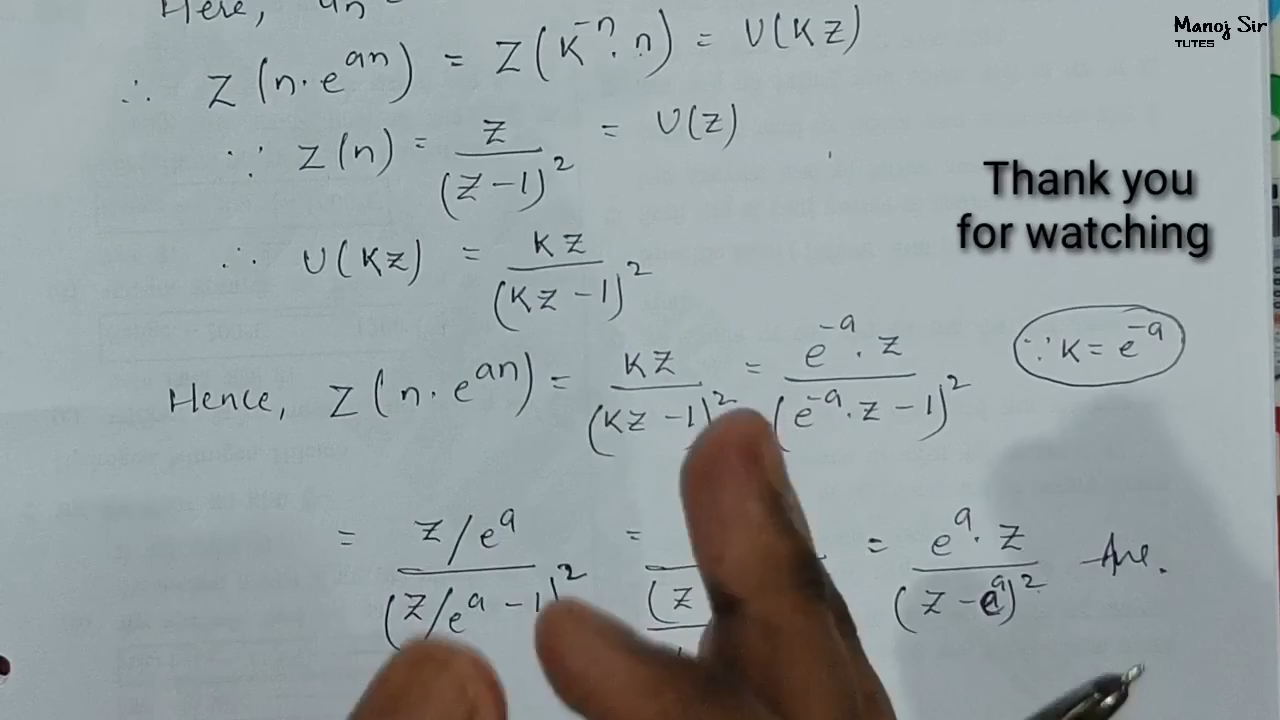 Manoj Sir
TUTES
Here,
∴ Z(n·e^{an}) = Z(K^{-n}·n) = U(Kz)
∵ Z(n) = z/(z-1)^2 = U(z)
∴ U(Kz) = Kz/(Kz-1)^2
Thank you
for watching
Hence, Z(n·e^{an}) = Kz/(Kz-1)^2 = e^{-a}·z/(e^{-a}·z-1)^2
∵ K = e^{-a}
= z/e^a/(z/e^a-1)^2 = (z = e^a·z/(z-e^a)^2 Ans.